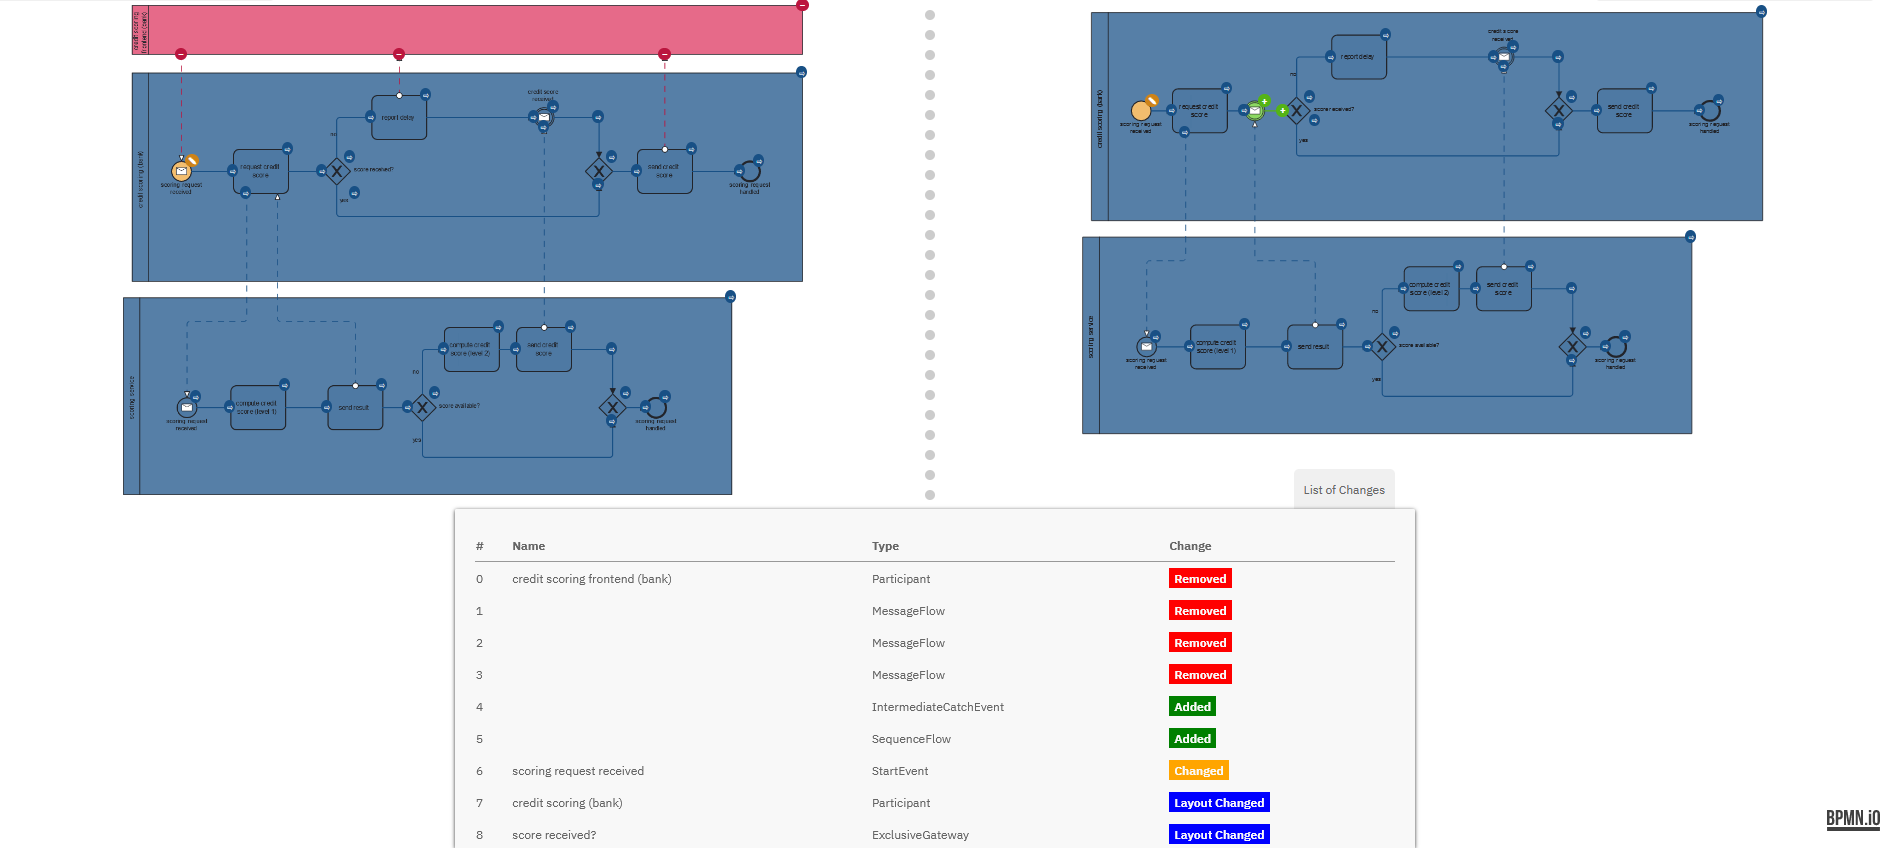 credit scoring
frontend (bank)
credit scoring (bank)
scoring request
received
request credit
score
no
report delay
credit score
received
score received?
yes
send credit
score
scoring request
handled
scoring service
scoring request
received
compute credit
score (level 1)
send result
no
score available?
yes
compute credit
score (level 2)
send credit
score
scoring request
handled
credit scoring (bank)
scoring request
received
request credit
score
no
report delay
credit score
received
score received?
yes
send credit
score
scoring request
handled
scoring service
scoring request
received
compute credit
score (level 1)
send result
no
score available?
yes
compute credit
score (level 2)
send credit
score
scoring request
handled
List of Changes
# Name Type Change
0 credit scoring frontend (bank) Participant Removed
1 MessageFlow Removed
2 MessageFlow Removed
3 MessageFlow Removed
4 IntermediateCatchEvent Added
5 SequenceFlow Added
6 scoring request received StartEvent Changed
7 credit scoring (bank) Participant Layout Changed
8 score received? ExclusiveGateway Layout Changed
BPMN.iO